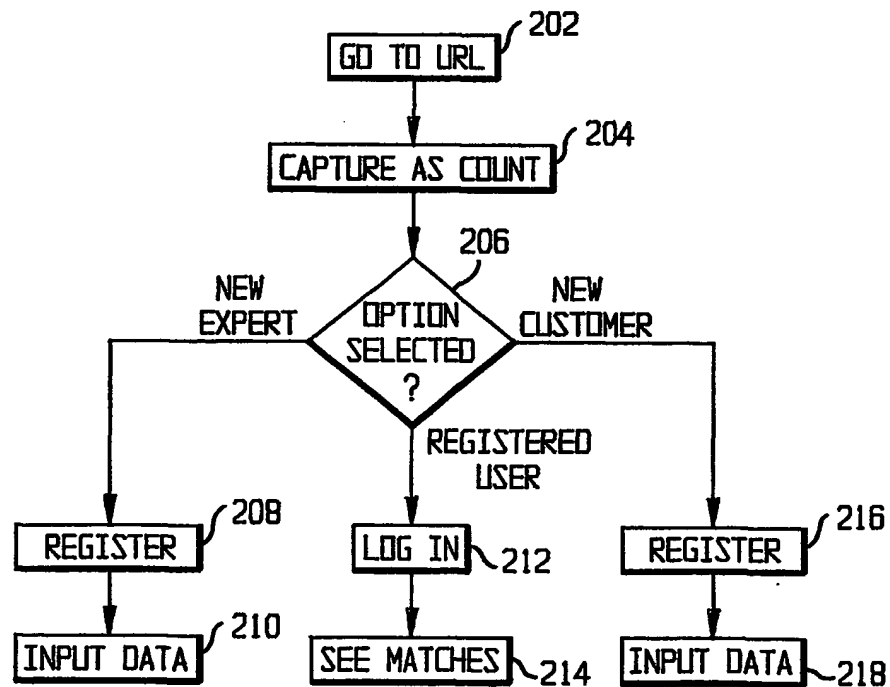 202
GO TO URL
204
CAPTURE AS COUNT
206
NEW
EXPERT
OPTION
SELECTED
?
NEW
CUSTOMER
REGISTERED
USER
208
REGISTER
LOG IN
212
216
REGISTER
210
INPUT DATA
SEE MATCHES
214
INPUT DATA
218